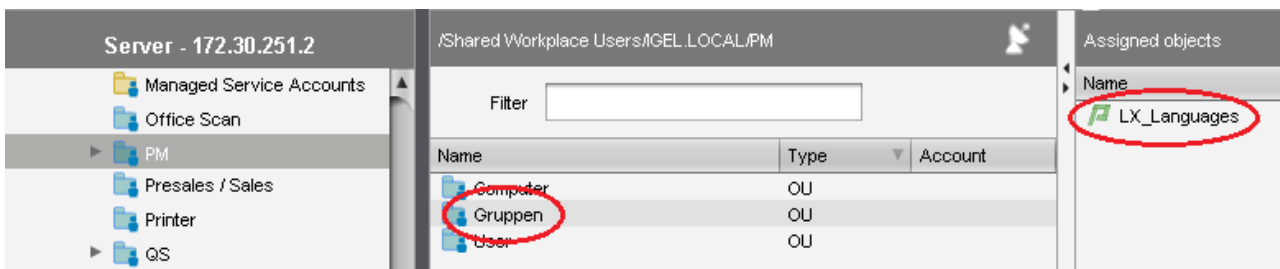 Server - 172.30.251.2
Managed Service Accounts
Office Scan
PM
Presales / Sales
Printer
QS
/Shared Workplace Users/IGEL.LOCAL/PM
Filter
Name Type Account
Computer OU
Gruppen OU
User OU
Assigned objects
Name
LX_Languages